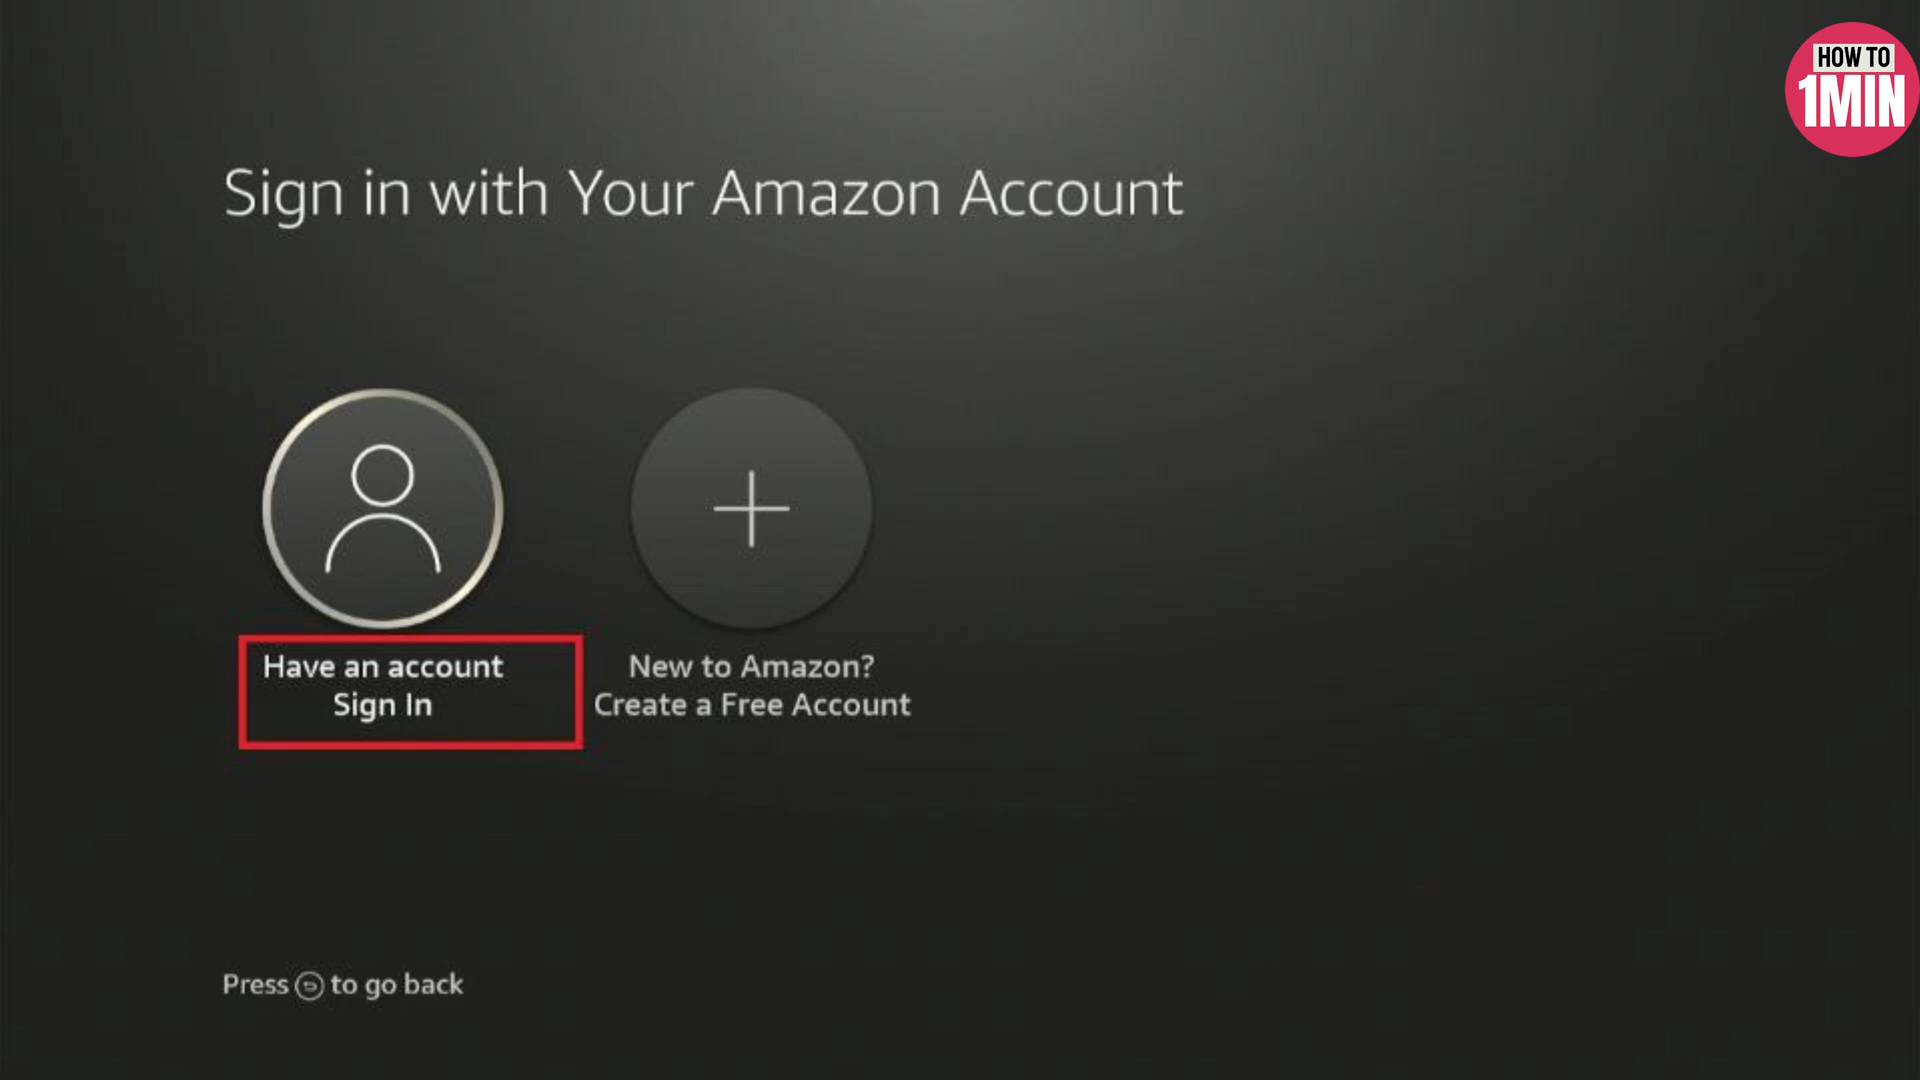 HOW TO
1MIN
Sign in with Your Amazon Account
Have an account
Sign In
New to Amazon?
Create a Free Account
Press to go back